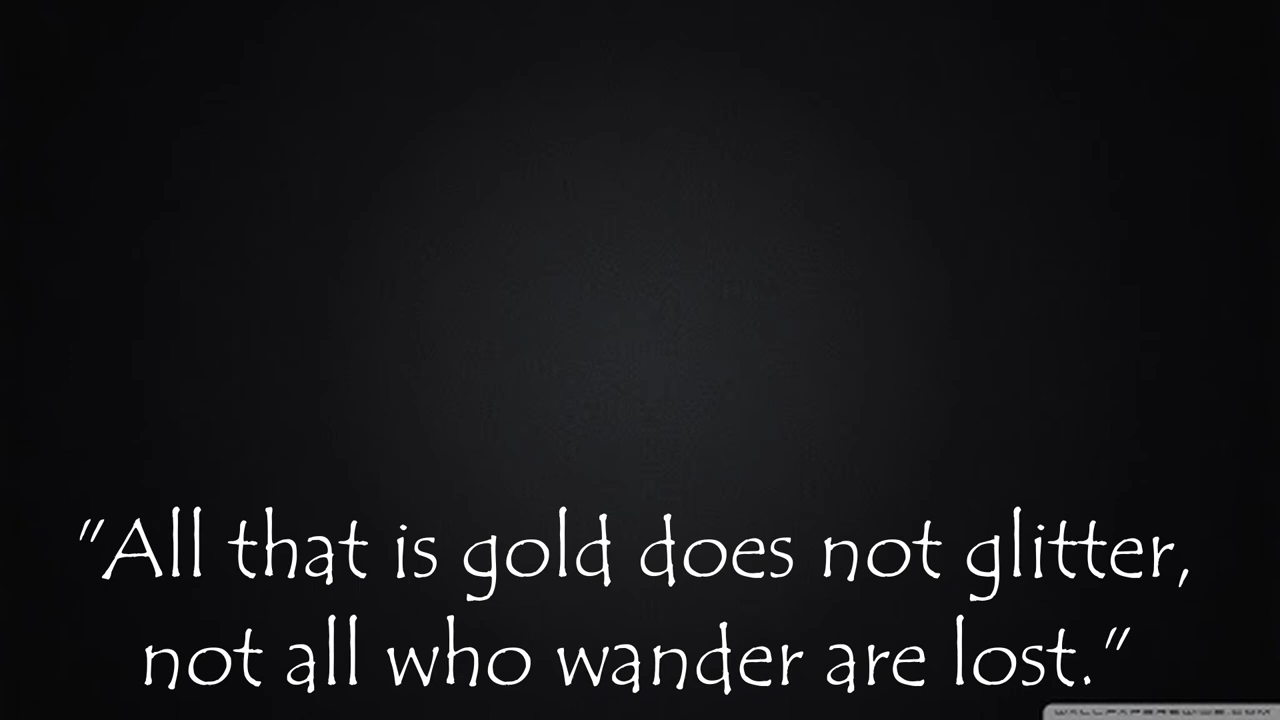 "All that is gold does not glitter,
not all who wander are lost."